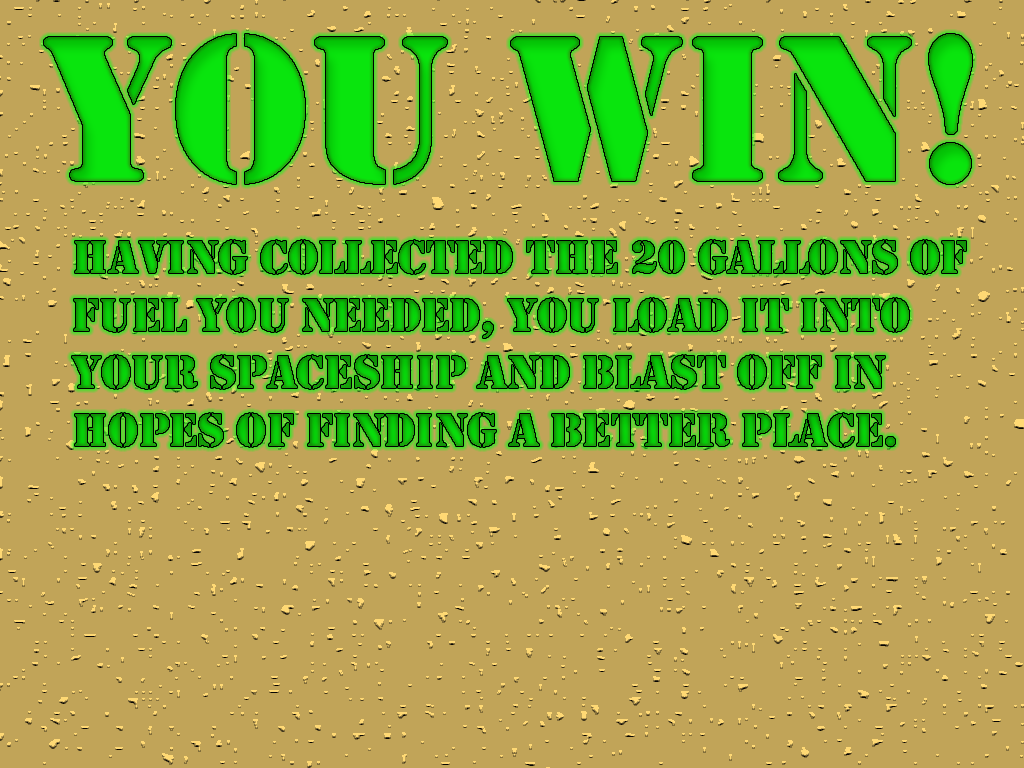 YOU WIN!
HAVING COLLECTED THE 20 GALLONS OF
FUEL YOU NEEDED, YOU LOAD IT INTO
YOUR SPACESHIP AND BLAST OFF IN
HOPES OF FINDING A BETTER PLACE.